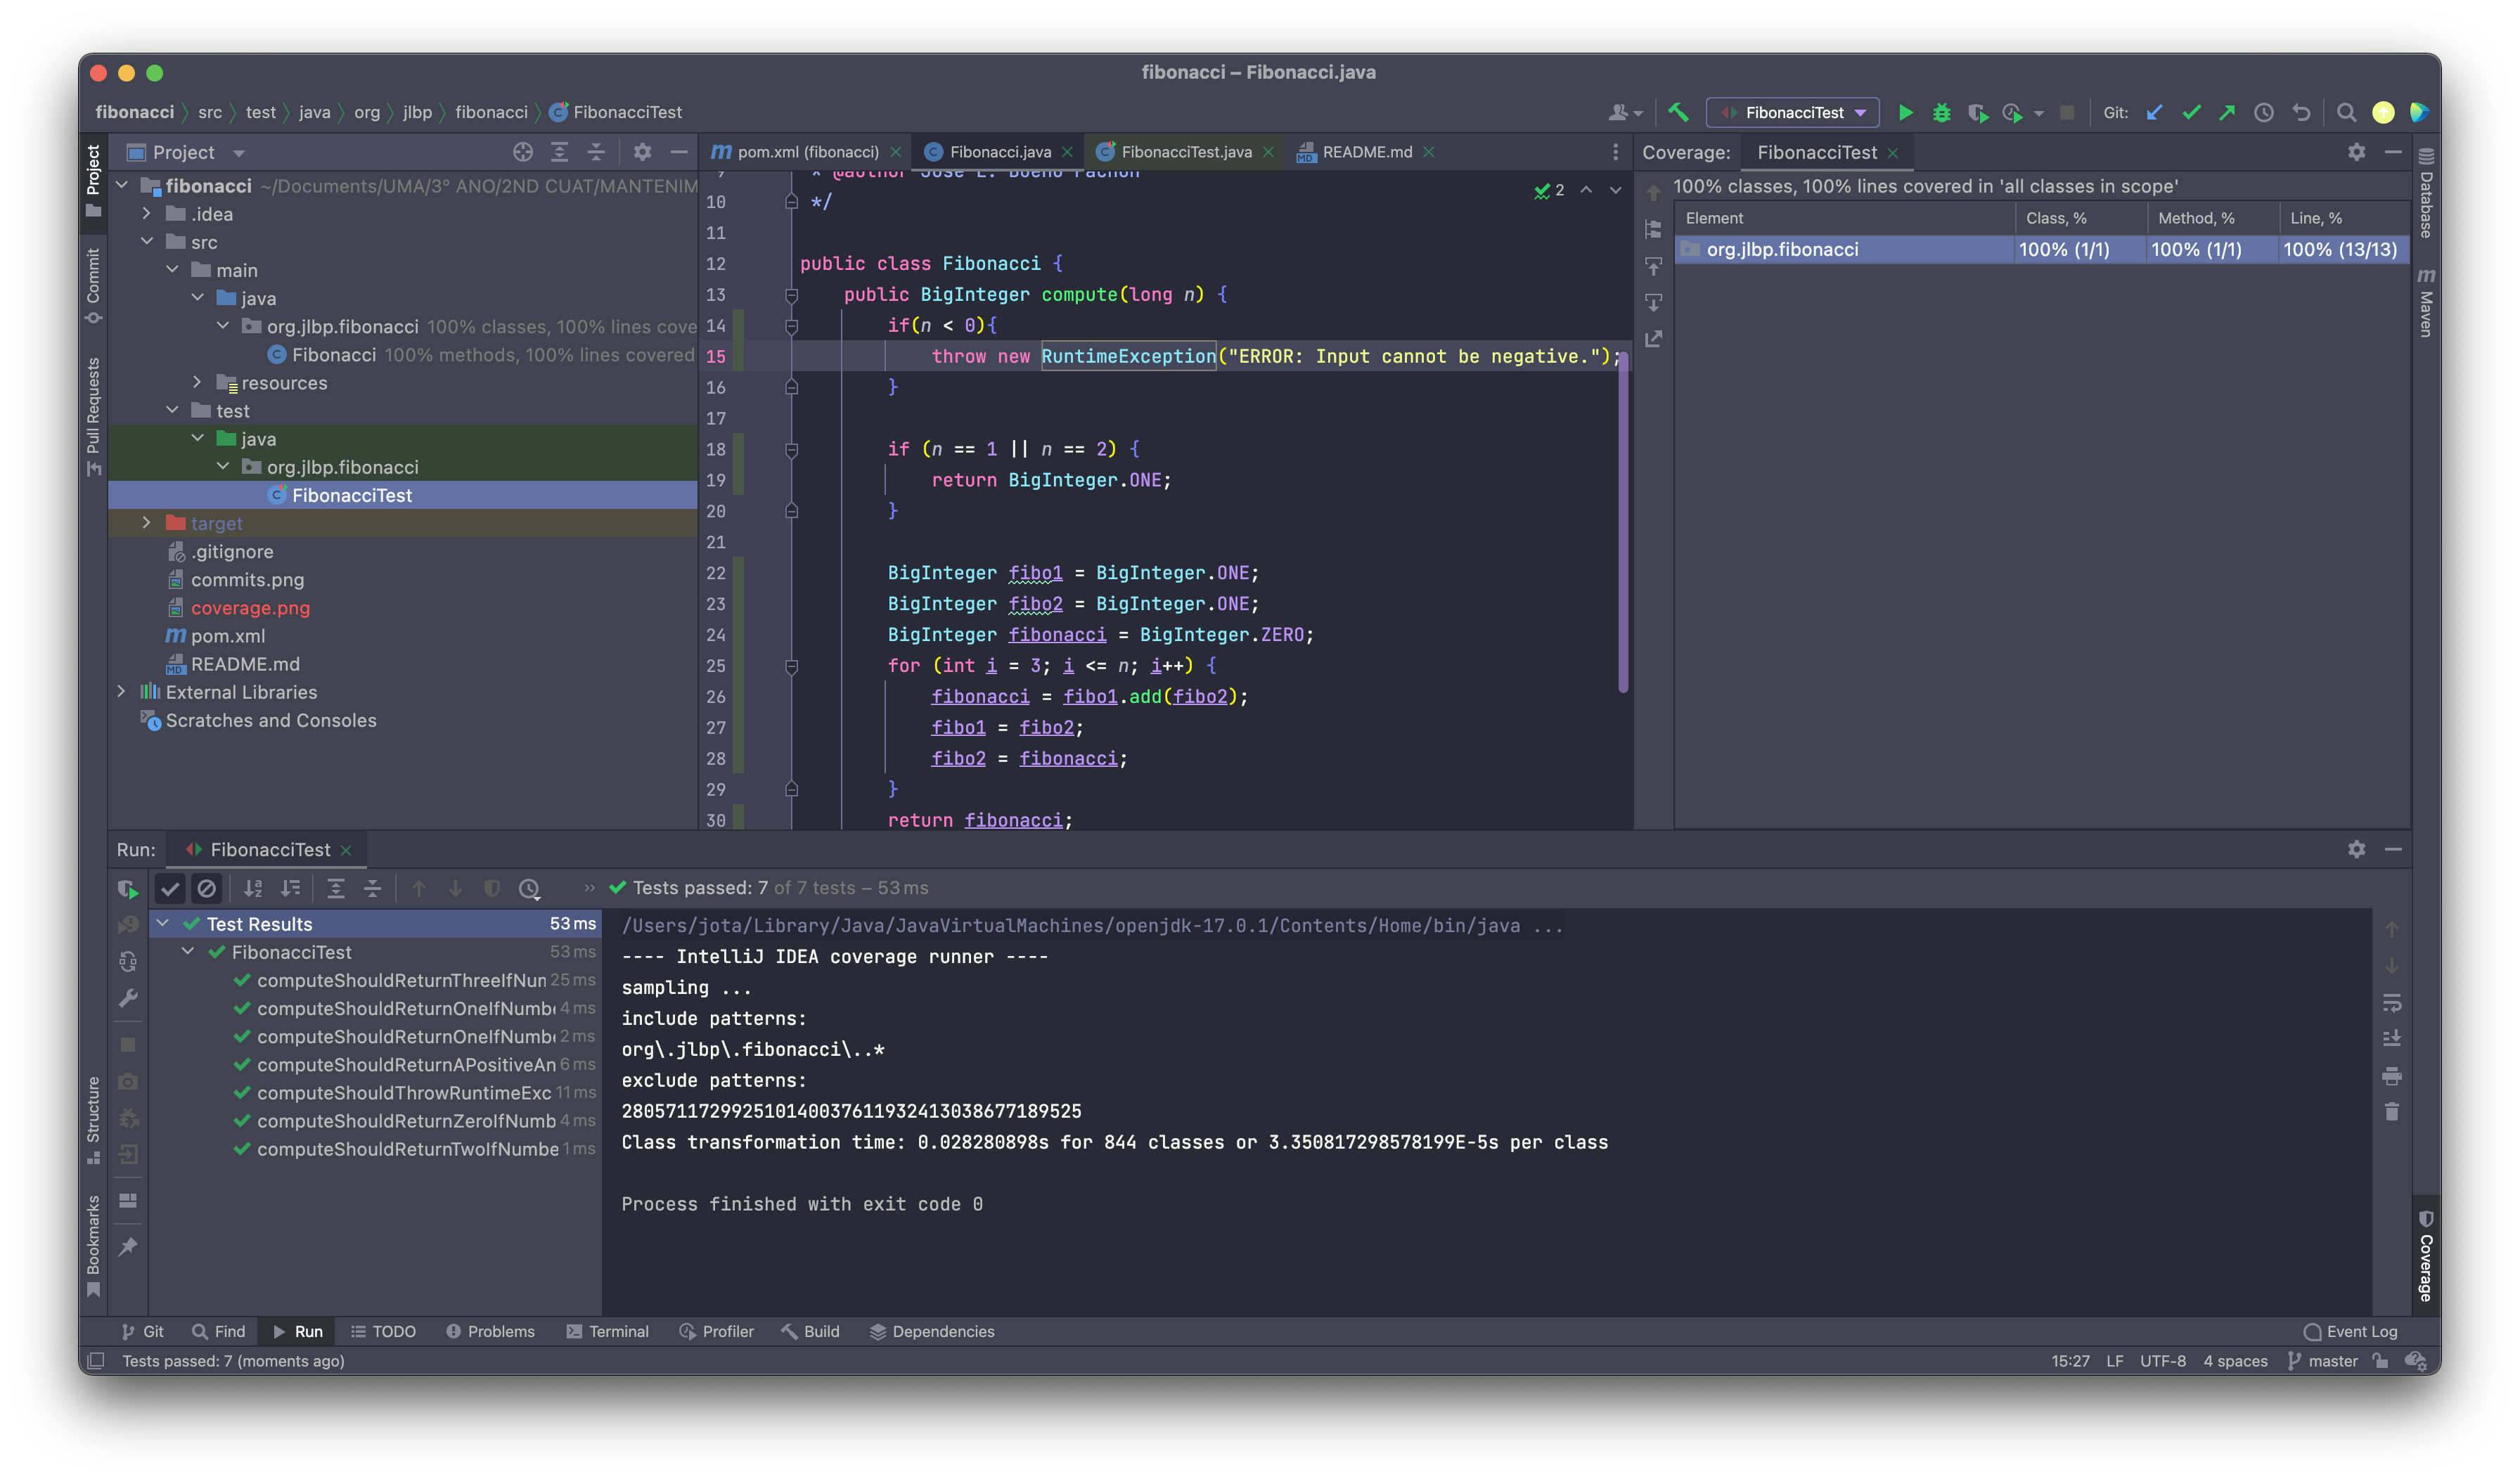 fibonacci – Fibonacci.java
fibonacci src test java org jlbp fibonacci FibonacciTest
FibonacciTest
Git:
Project
Project
Commit
Pull Requests
fibonacci ~/Documents/UMA/3º ANO/2ND CUAT/MANTENIM
.idea
src
main
java
org.jlbp.fibonacci 100% classes, 100% lines cove
Fibonacci 100% methods, 100% lines covered
resources
test
java
org.jlbp.fibonacci
FibonacciTest
target
.gitignore
commits.png
coverage.png
pom.xml
README.md
External Libraries
Scratches and Consoles
pom.xml (fibonacci) Fibonacci.java FibonacciTest.java README.md
9 * @author José L. Bueno Pachón
10 */
2
11
12 public class Fibonacci {
13 public BigInteger compute(long n) {
14 if(n < 0){
15 throw new RuntimeException("ERROR: Input cannot be negative.");
16 }
17
18 if (n == 1 || n == 2) {
19 return BigInteger.ONE;
20 }
21
22 BigInteger fibo1 = BigInteger.ONE;
23 BigInteger fibo2 = BigInteger.ONE;
24 BigInteger fibonacci = BigInteger.ZERO;
25 for (int i = 3; i <= n; i++) {
26 fibonacci = fibo1.add(fibo2);
27 fibo1 = fibo2;
28 fibo2 = fibonacci;
29 }
30 return fibonacci;
Coverage: FibonacciTest
100% classes, 100% lines covered in 'all classes in scope'
Element Class, % Method, % Line, %
org.jlbp.fibonacci 100% (1/1) 100% (1/1) 100% (13/13)
Database
Maven
Run: FibonacciTest
Tests passed: 7 of 7 tests – 53 ms
Test Results 53 ms
FibonacciTest 53 ms
computeShouldReturnThreeIfNum 25 ms
computeShouldReturnOneIfNumbe 4 ms
computeShouldReturnOneIfNumbe 2 ms
computeShouldReturnAPositiveAn 6 ms
computeShouldThrowRuntimeExc 11 ms
computeShouldReturnZeroIfNumb 4 ms
computeShouldReturnTwoIfNumbe 1 ms
/Users/jota/Library/Java/JavaVirtualMachines/openjdk-17.0.1/Contents/Home/bin/java ...
---- IntelliJ IDEA coverage runner ----
sampling ...
include patterns:
org\.jlbp\.fibonacci\..*
exclude patterns:
280571172992510140037611932413038677189525
Class transformation time: 0.028280898s for 844 classes or 3.350817298578199E-5s per class
Process finished with exit code 0
Structure
Bookmarks
Coverage
Git Find Run TODO Problems Terminal Profiler Build Dependencies Event Log
Tests passed: 7 (moments ago) 15:27 LF UTF-8 4 spaces master